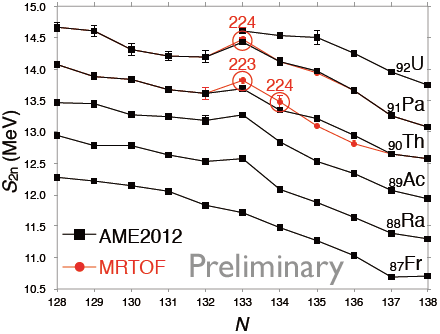 15.0
14.5
14.0
13.5
13.0
12.5
12.0
11.5
11.0
10.5
S2n (MeV)
224
223
224
92U
91Pa
90Th
89Ac
88Ra
87Fr
AME2012
MRTOF
Preliminary
128 129 130 131 132 133 134 135 136 137 138
N